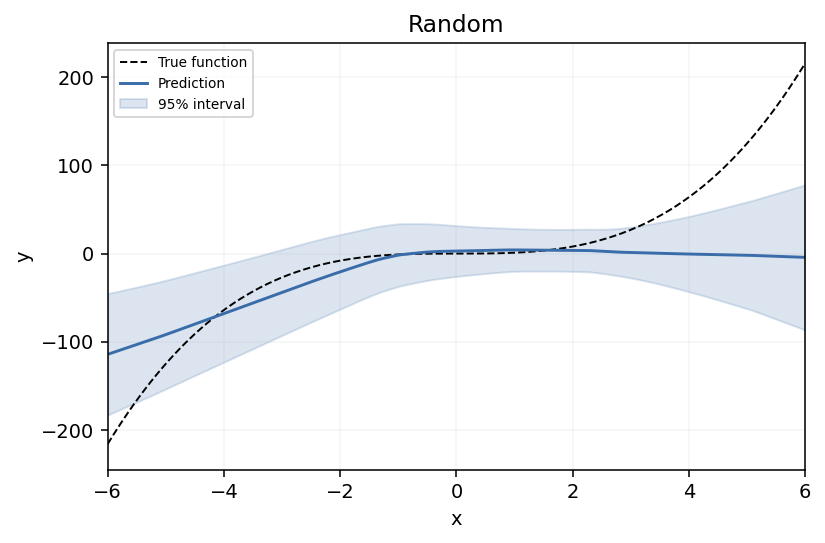 Random
True function
Prediction
95% interval
200
100
0
−100
−200
y
−6
−4
−2
0
2
4
6
x